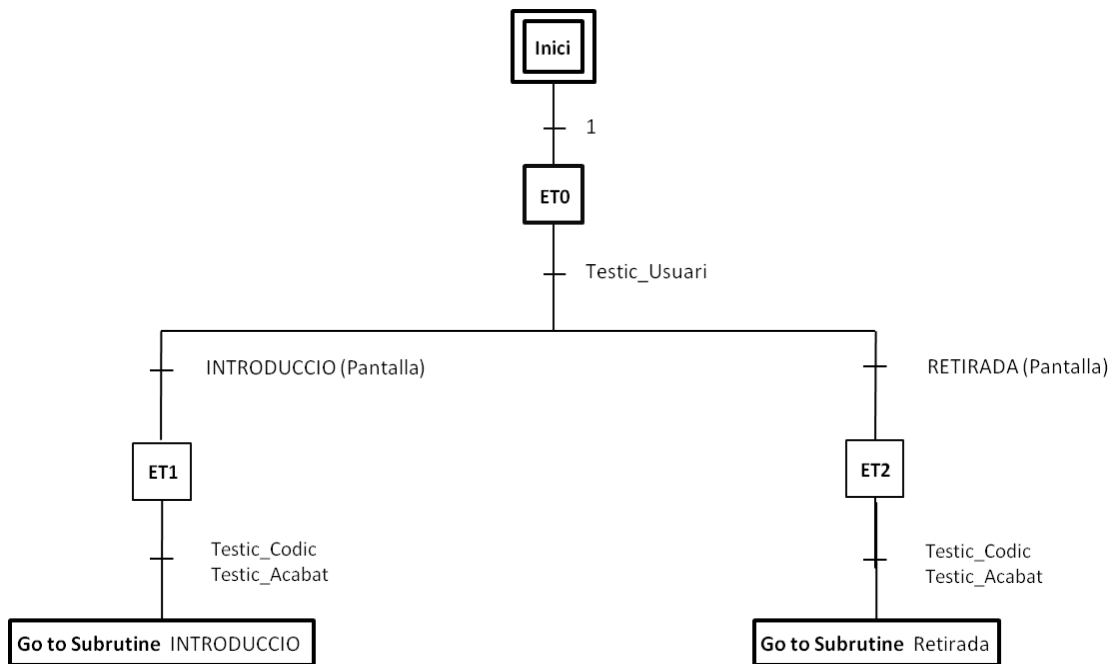 Inici
1
ET0
Testic_Usuari
INTRODUCCIO (Pantalla)
RETIRADA (Pantalla)
ET1
ET2
Testic_Codic
Testic_Acabat
Testic_Codic
Testic_Acabat
Go to Subrutine INTRODUCCIO
Go to Subrutine Retirada